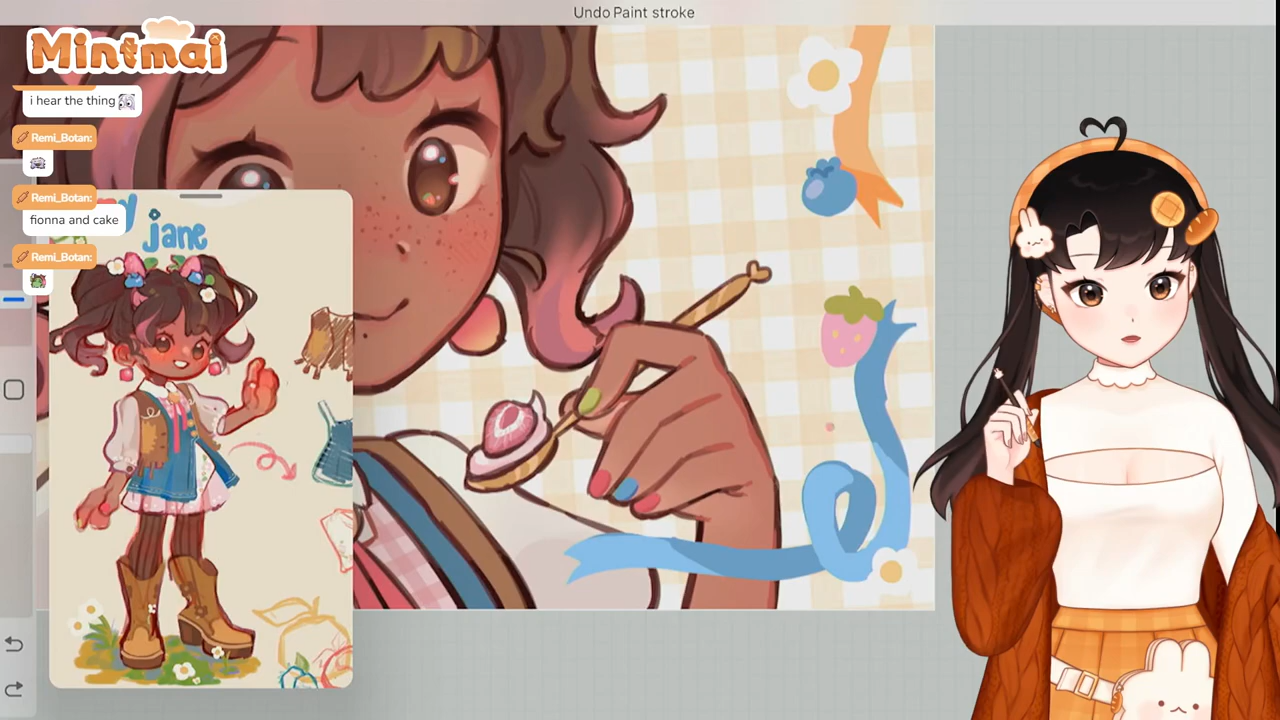 Undo Paint stroke
Mintmai
i hear the thing
Remi_Botan:
Remi_Botan:
fionna and cake
Remi_Botan:
jane